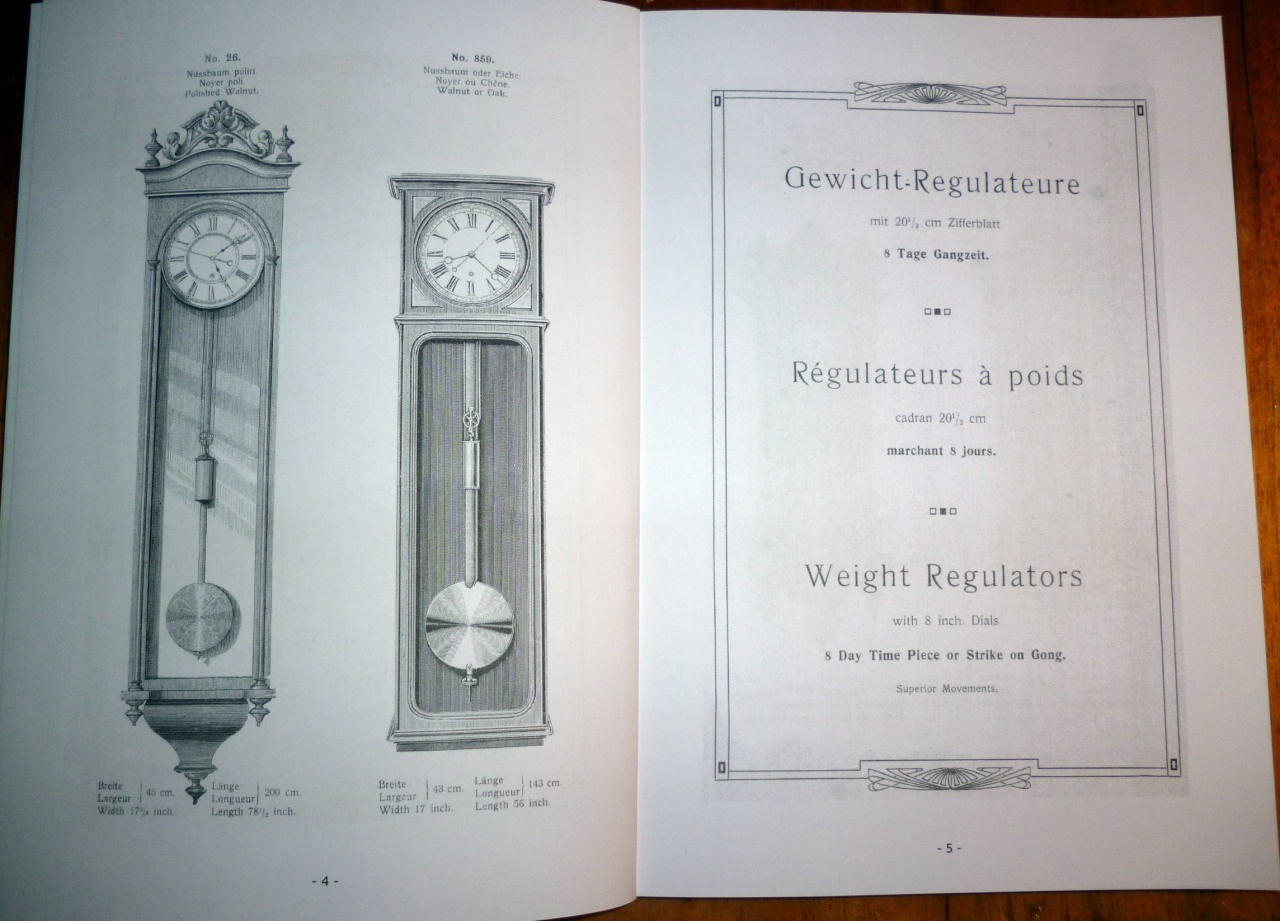 No. 26.
Nussbaum polirt
Noyer poli.
Polished Walnut.
Breite
Largeur
45 cm.
Width 17³/₄ inch.
Länge
Longueur
200 cm.
Length 78¹/₂ inch.
No. 859.
Nussbaum oder Eiche.
Noyer ou Chêne.
Walnut or Oak.
Breite
Largeur
43 cm.
Width 17 inch.
Länge
Longueur
143 cm.
Length 56 inch.
- 4 -
Gewicht-Regulateure
mit 20¹/₂ cm Zifferblatt
8 Tage Gangzeit.
Régulateurs à poids
cadran 20¹/₂ cm
marchant 8 jours.
Weight Regulators
with 8 inch. Dials
8 Day Time Piece or Strike on Gong.
Superior Movements.
- 5 -